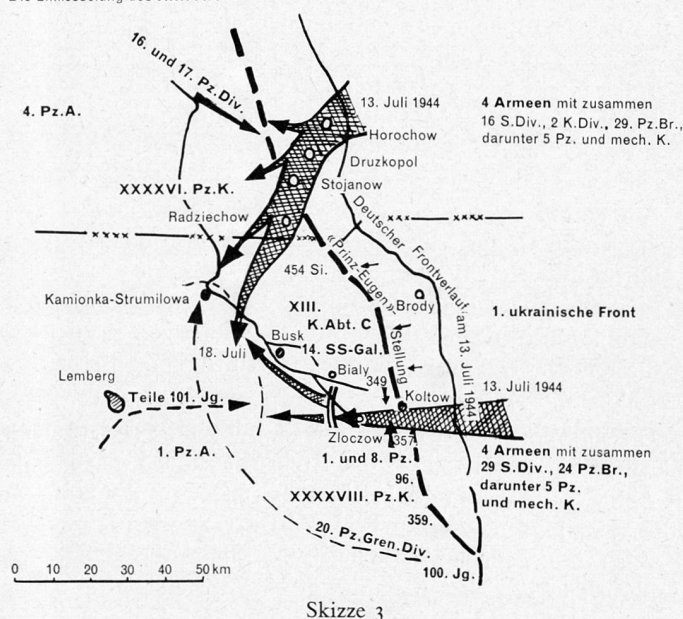 16. und 17. Pz.Div.
4. Pz.A.
13. Juli 1944
4 Armeen mit zusammen
16 S.Div., 2 K.Div., 29. Pz.Br.,
darunter 5 Pz. und mech. K.
Horochow
Druzkopol
XXXXVI. Pz.K.
Stojanow
Radziechow
Deutscher Frontverlauf am 13. Juli 1944
«Prinz-Eugen»-Stellung
454 Si.
Kamionka-Strumilowa
XIII.
K.Abt. C
Brody
1. ukrainische Front
Busk
14. SS-Gal.
18. Juli
Bialy
349
Lemberg
Teile 101. Jg.
Koltow
13. Juli 1944
Zloczow
357.
1. Pz.A.
1. und 8. Pz.
4 Armeen mit zusammen
29 S.Div., 24 Pz.Br.,
darunter 5 Pz.
und mech. K.
96.
XXXXVIII. Pz.K.
359.
20. Pz.Gren.Div.
100. Jg.
0 10 20 30 40 50 km
Skizze 3